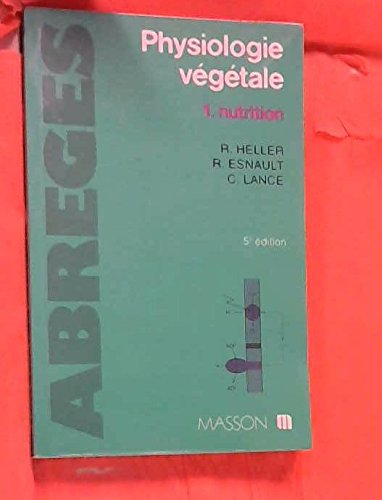 ABREGES
Physiologie
végétale
1. nutrition
R. HELLER
R. ESNAULT
C. LANCE
5e édition
MASSON